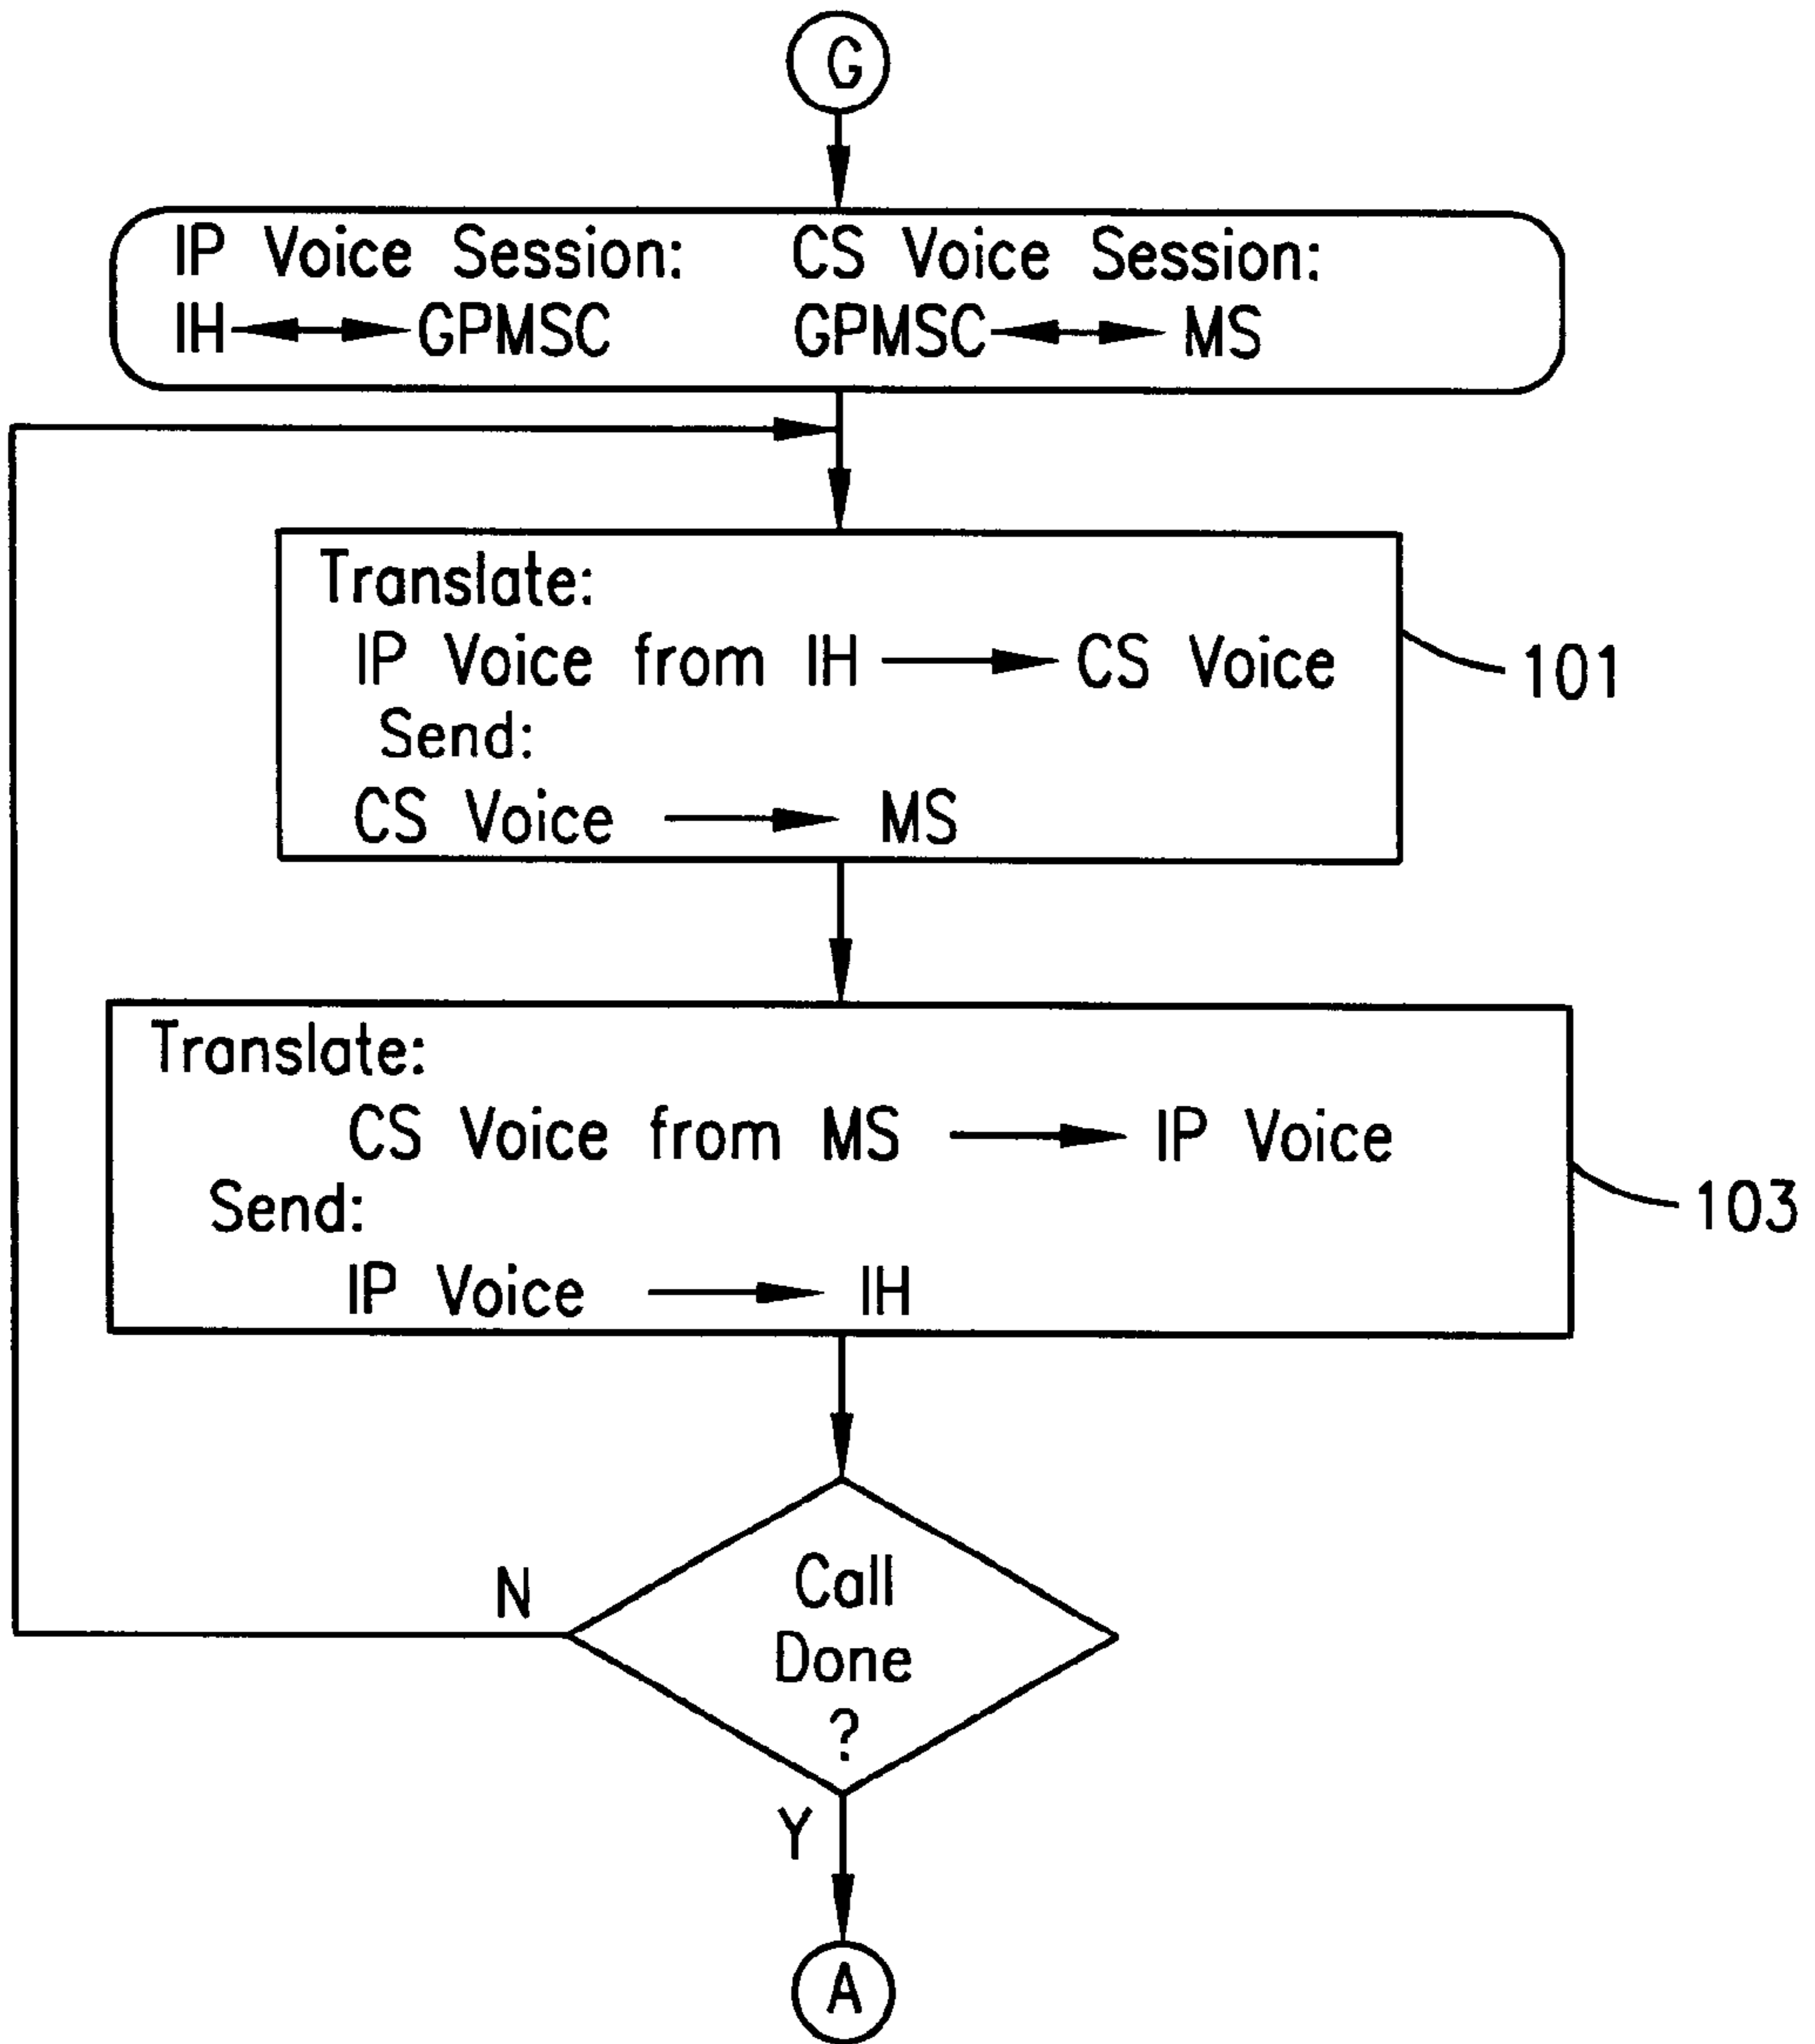 G
IP Voice Session: CS Voice Session:
IH GPMSC GPMSC MS
Translate:
IP Voice from IH CS Voice
101
Send:
CS Voice MS
Translate:
CS Voice from MS IP Voice
103
Send:
IP Voice IH
N
Call
Done
?
Y
A